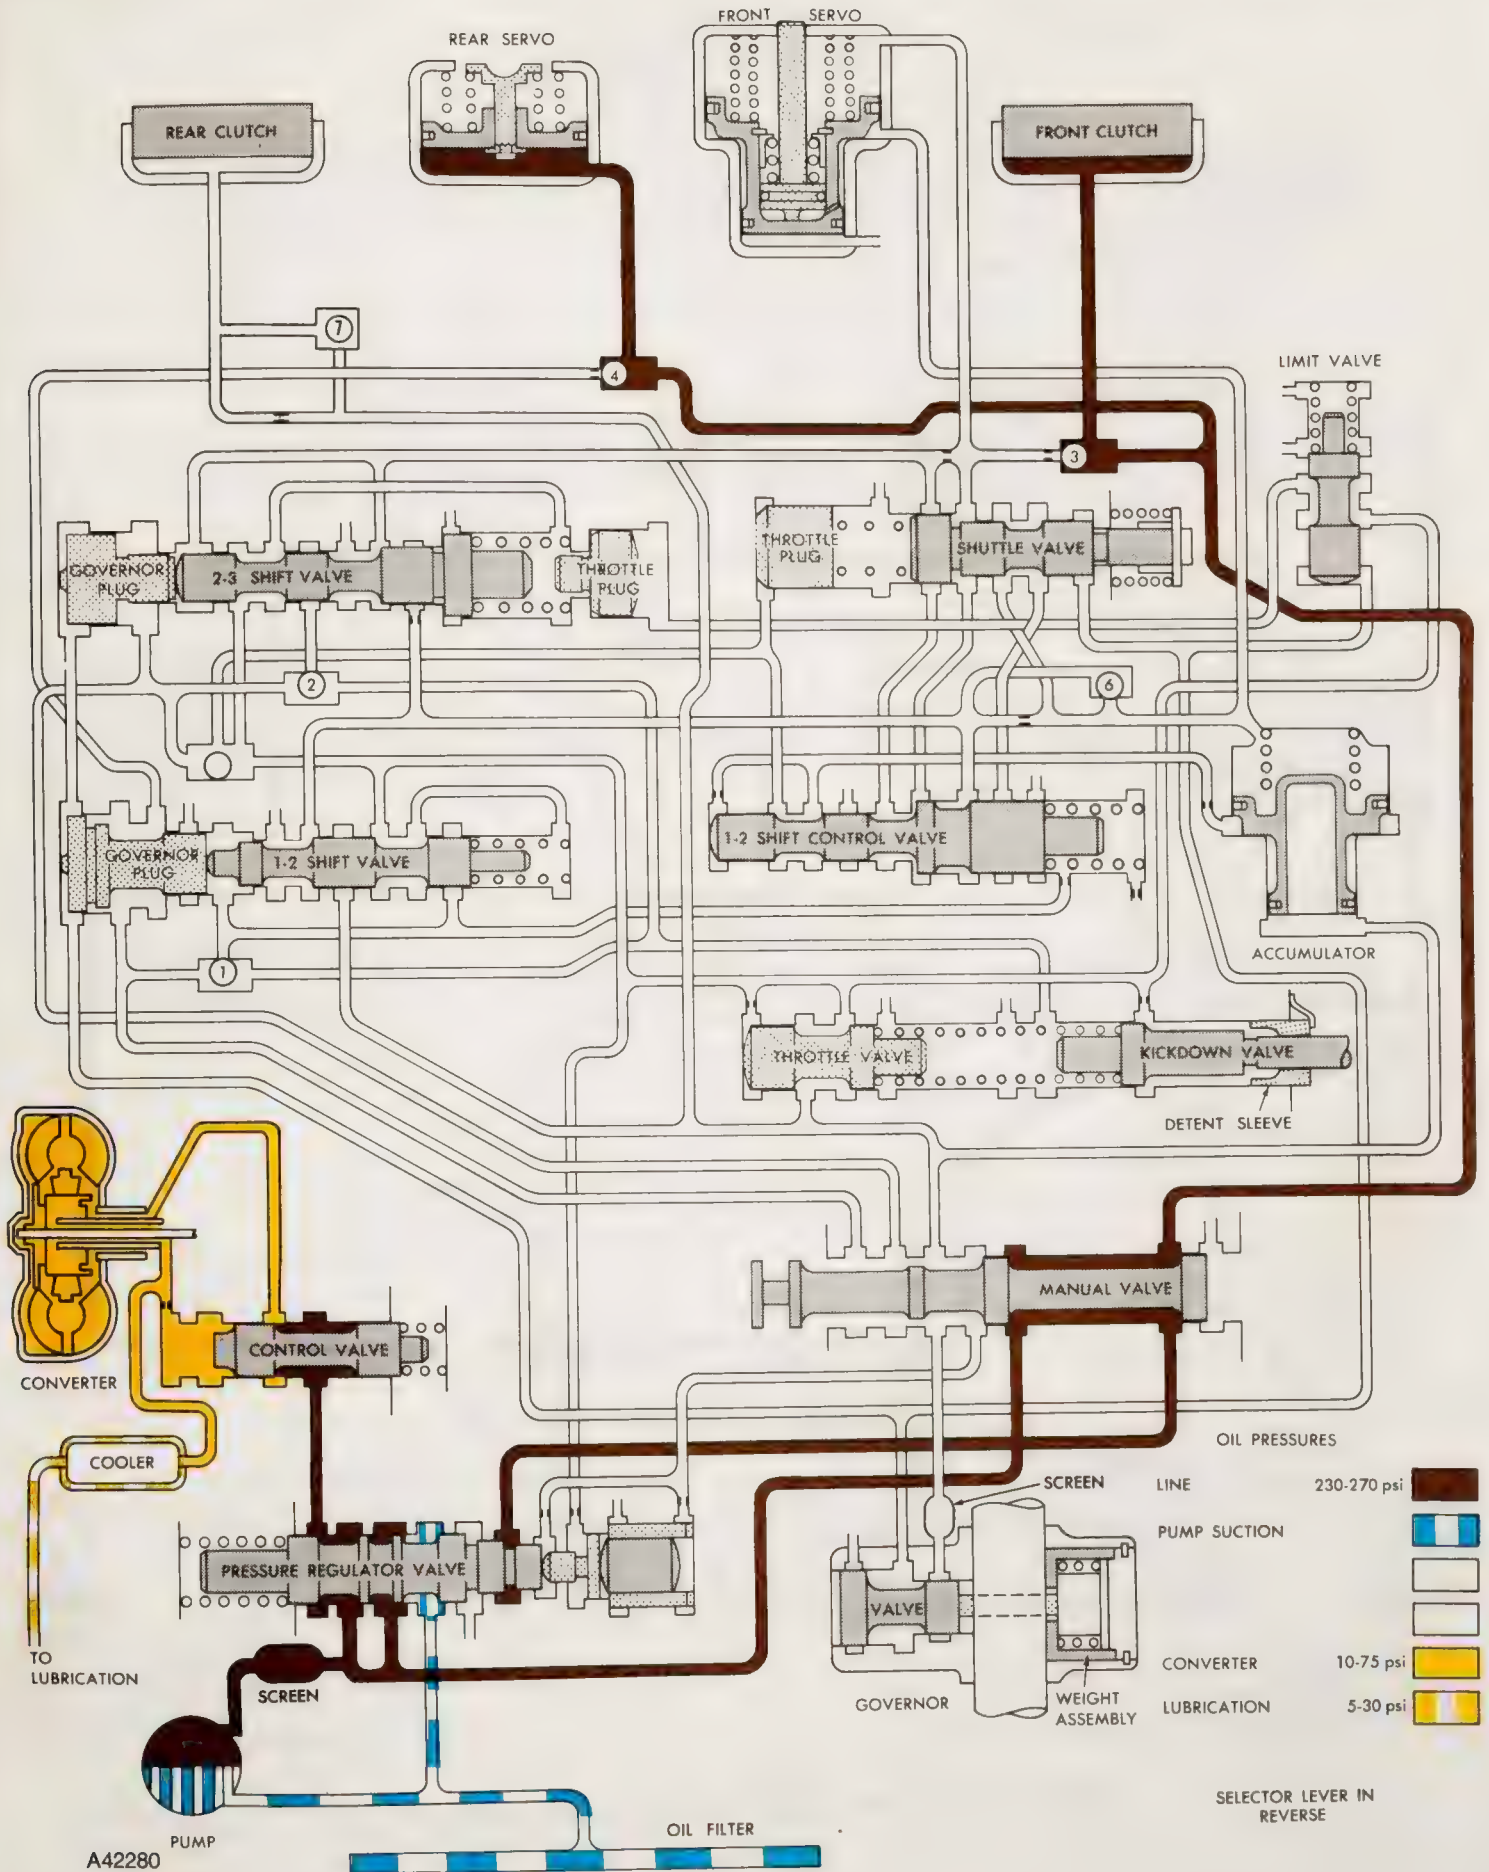 FRONT SERVO
REAR SERVO
REAR CLUTCH
FRONT CLUTCH
7
4
LIMIT VALVE
3
GOVERNOR
PLUG
2-3 SHIFT VALVE
THROTTLE
PLUG
THROTTLE
PLUG
SHUTTLE VALVE
2
6
GOVERNOR
PLUG
1-2 SHIFT VALVE
1-2 SHIFT CONTROL VALVE
1
ACCUMULATOR
THROTTLE VALVE
KICKDOWN VALVE
DETENT SLEEVE
MANUAL VALVE
CONTROL VALVE
CONVERTER
COOLER
OIL PRESSURES
SCREEN
LINE 230-270 psi
PUMP SUCTION
PRESSURE REGULATOR VALVE
VALVE
TO
LUBRICATION
SCREEN
GOVERNOR
WEIGHT
ASSEMBLY
CONVERTER 10-75 psi
LUBRICATION 5-30 psi
SELECTOR LEVER IN
REVERSE
PUMP
OIL FILTER
A42280